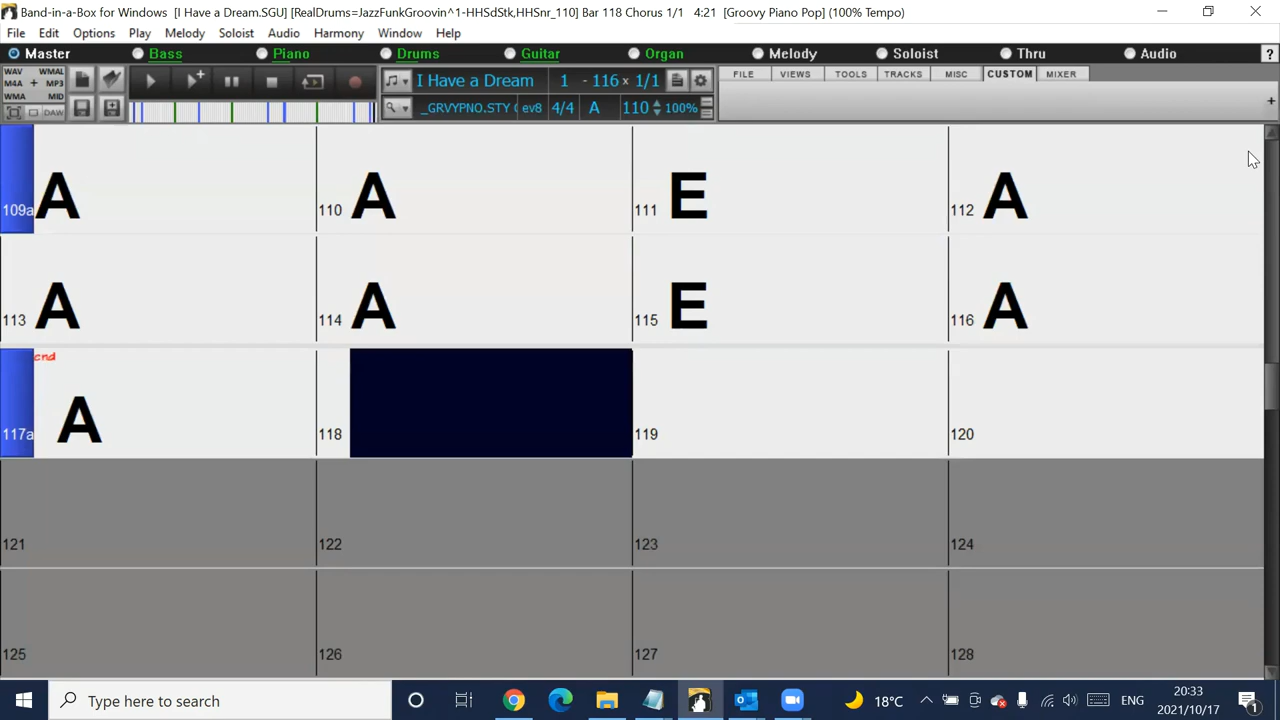 Band-in-a-Box for Windows [I Have a Dream.SGU] [RealDrums=JazzFunkGroovin^1-HHSdStk,HHSnr_110] Bar 118 Chorus 1/1 4:21 [Groovy Piano Pop] (100% Tempo)
File Edit Options Play Melody Soloist Audio Harmony Window Help
Master Bass Piano Drums Guitar Organ Melody Soloist Thru Audio ?
WAV WMA
M4A + MP3
WMA MID
DAW
I Have a Dream 1 - 116 x 1/1
_GRVYPNO.STY ev8 4/4 A 110 100%
FILE VIEWS TOOLS TRACKS MISC CUSTOM MIXER
+
109a A 110 A 111 E 112 A
113 A 114 A 115 E 116 A
end
117a A 118 119 120
121 122 123 124
125 126 127 128
Type here to search
18°C ENG
20:33
2021/10/17
1